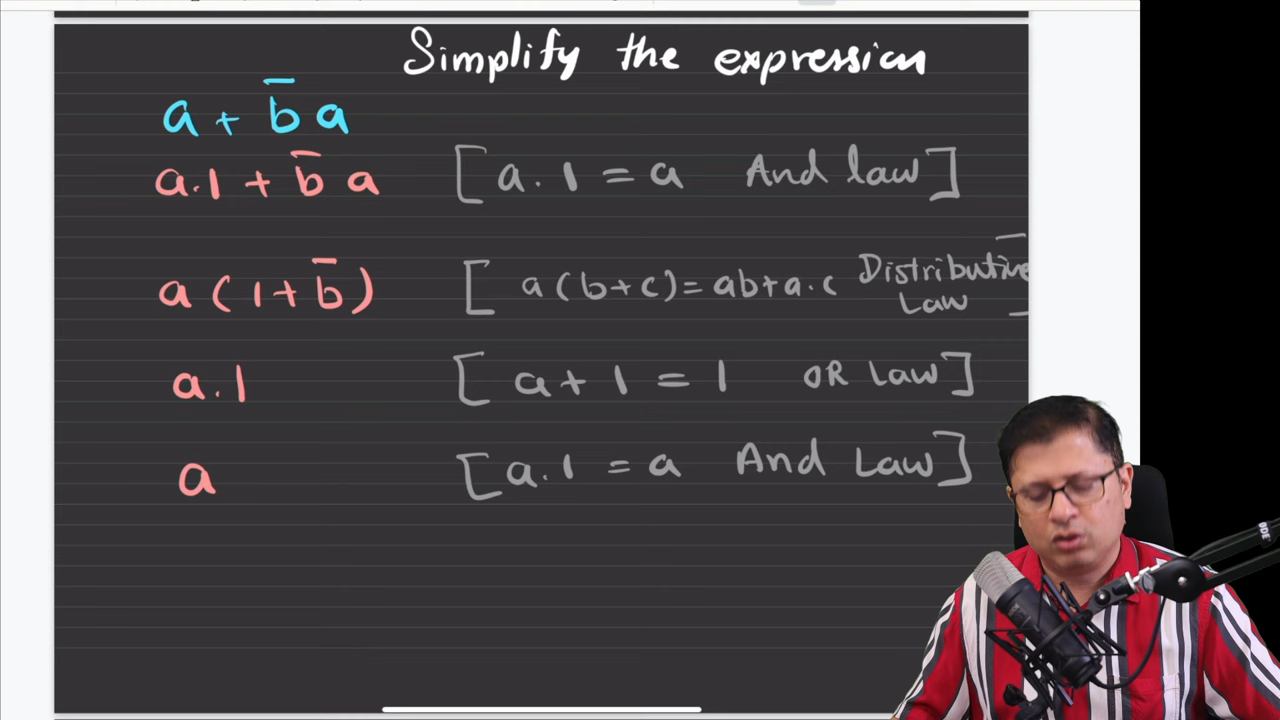 Simplify the expression
a + b̅ a
a.1 + b̅ a [a.1 = a And law]
a(1+b̅) [a(b+c)=ab+a.c Distributive Law]
a.1 [a+1=1 OR Law]
a [a.1=a And Law]